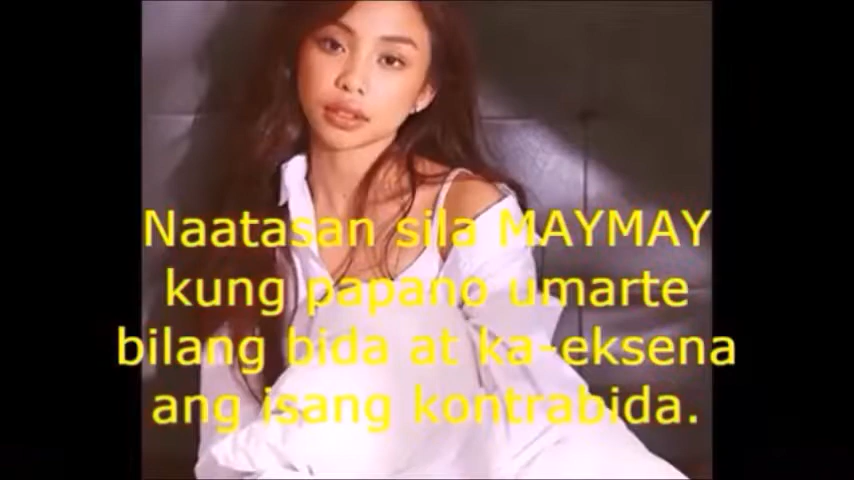 Naatasan sila MAYMAY
kung papano umarte
bilang bida at ka-eksena
ang isang kontrabida.